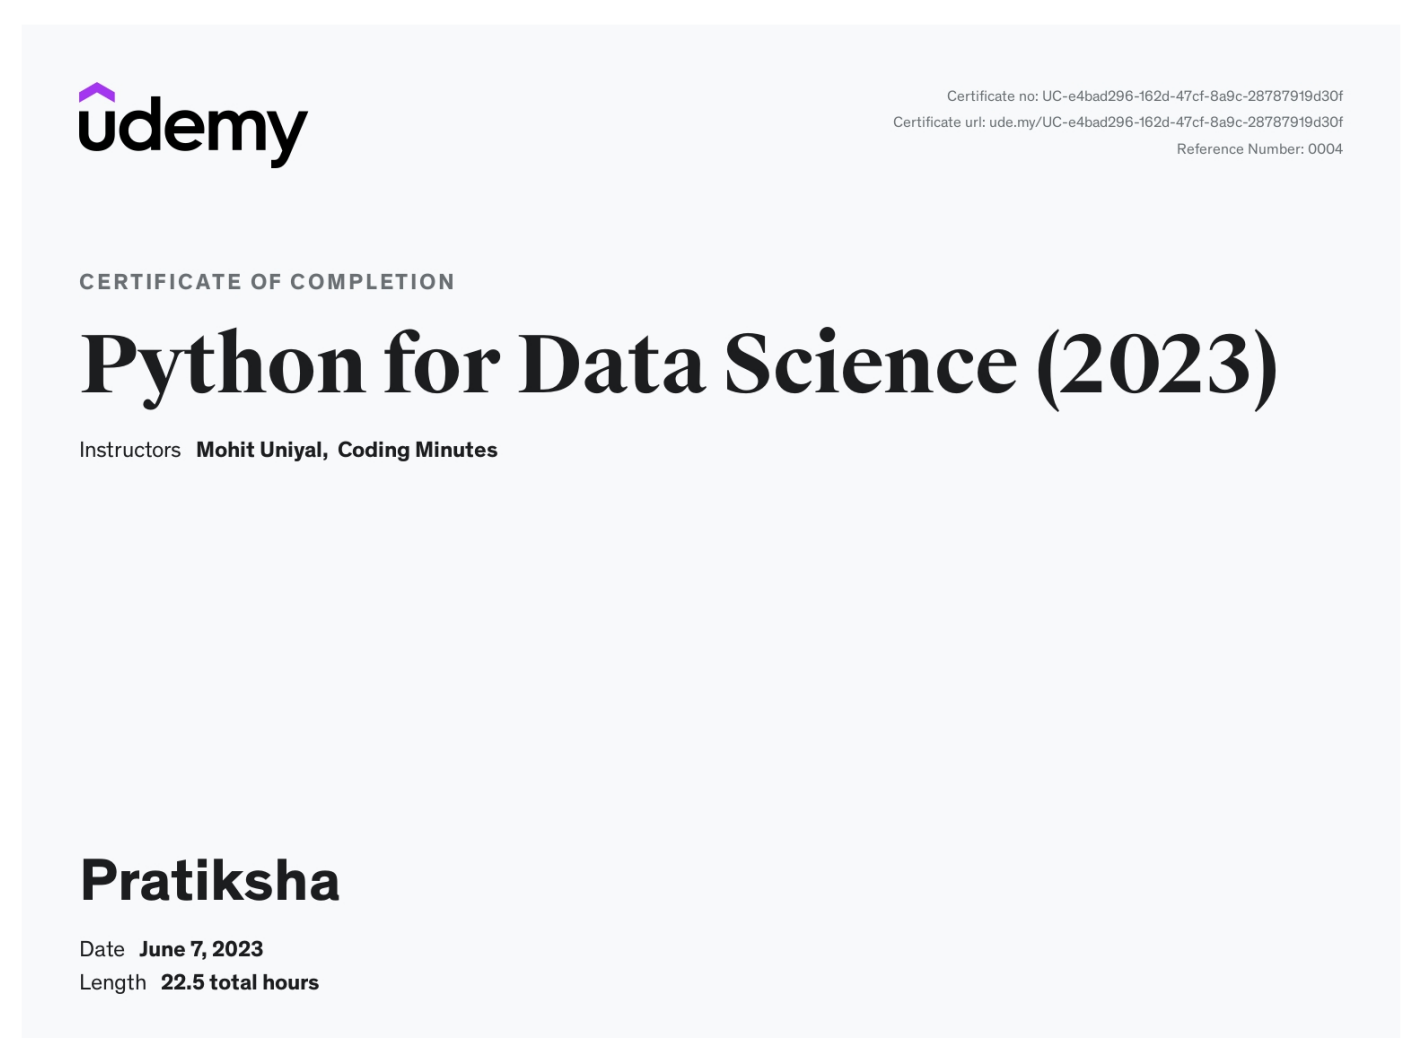 udemy
Certificate no: UC-e4bad296-162d-47cf-8a9c-28787919d30f
Certificate url: ude.my/UC-e4bad296-162d-47cf-8a9c-28787919d30f
Reference Number: 0004
CERTIFICATE OF COMPLETION
Python for Data Science (2023)
Instructors Mohit Uniyal, Coding Minutes
Pratiksha
Date June 7, 2023
Length 22.5 total hours